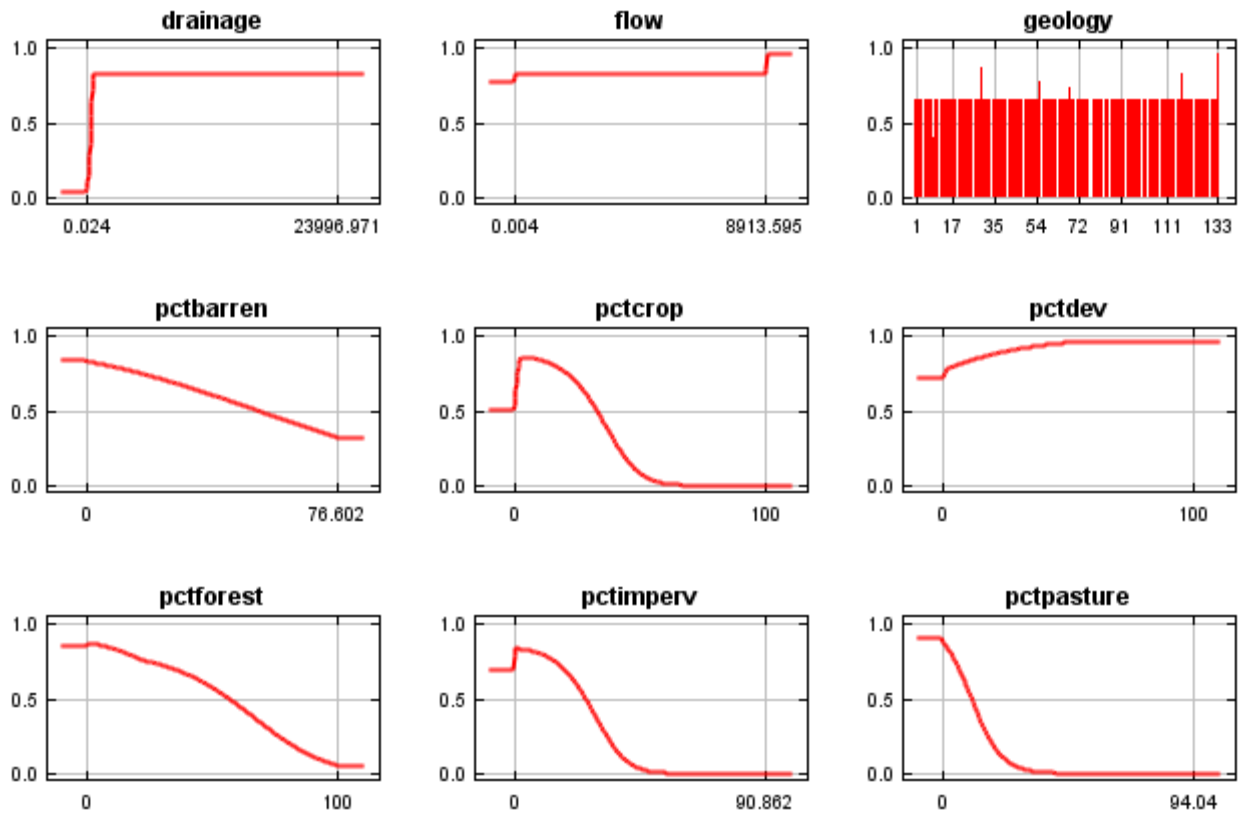 drainage flow geology
1.0 1.0 1.0
0.5 0.5 0.5
0.0 0.0 0.0
0.024 23996.971 0.004 8913.595 1 17 35 54 72 91 111 133
pctbarren pctcrop pctdev
1.0 1.0 1.0
0.5 0.5 0.5
0.0 0.0 0.0
0 76.602 0 100 0 100
pctforest pctimperv pctpasture
1.0 1.0 1.0
0.5 0.5 0.5
0.0 0.0 0.0
0 100 0 90.862 0 94.04